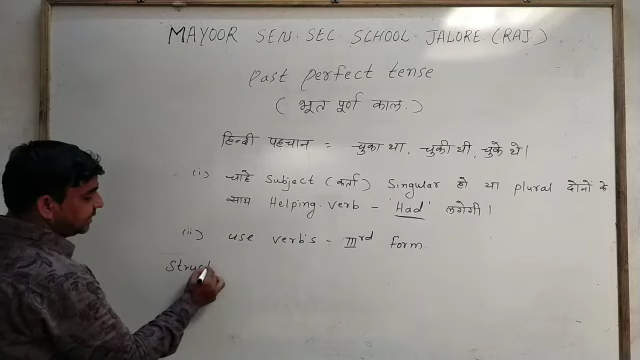 MAYOOR SEN. SEC. SCHOOL. JALORE (RAJ).
Past perfect tense
( भूत पूर्ण काल. )
हिन्दी पहचान = चुका था, चुकी थी, चुके थे।
(i) चाहे Subject (कर्ता) Singular हो या plural दोनों के
साथ Helping verb - 'Had' लगेगी।
(ii) use verb's - IIIrd form.
Struct